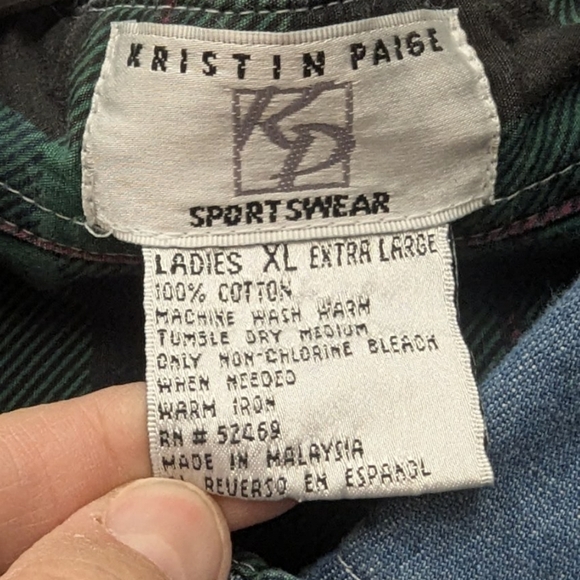 KRISTIN PAIGE
KP
SPORTSWEAR
LADIES XL EXTRA LARGE
100% COTTON
MACHINE WASH WARM
TUMBLE DRY MEDIUM
ONLY NON-CHLORINE BLEACH
WHEN NEEDED
WARM IRON
RN # 52469
MADE IN MALAYSIA
REVERSO EN ESPANOL